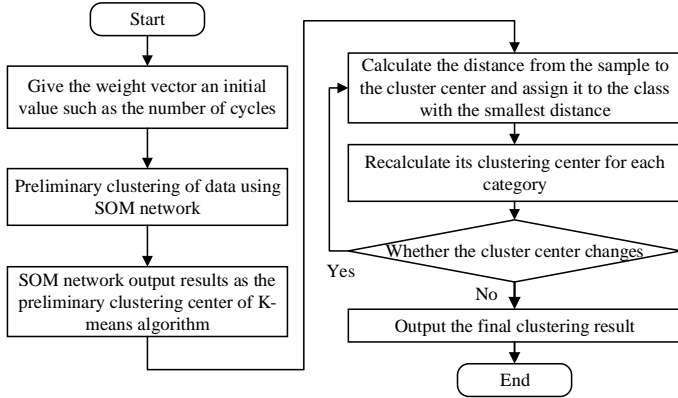 Start
Give the weight vector an initial
value such as the number of cycles
Preliminary clustering of data using
SOM network
SOM network output results as the
preliminary clustering center of K-
means algorithm
Calculate the distance from the sample to
the cluster center and assign it to the class
with the smallest distance
Recalculate its clustering center for each
category
Whether the cluster center changes
Yes
No
Output the final clustering result
End